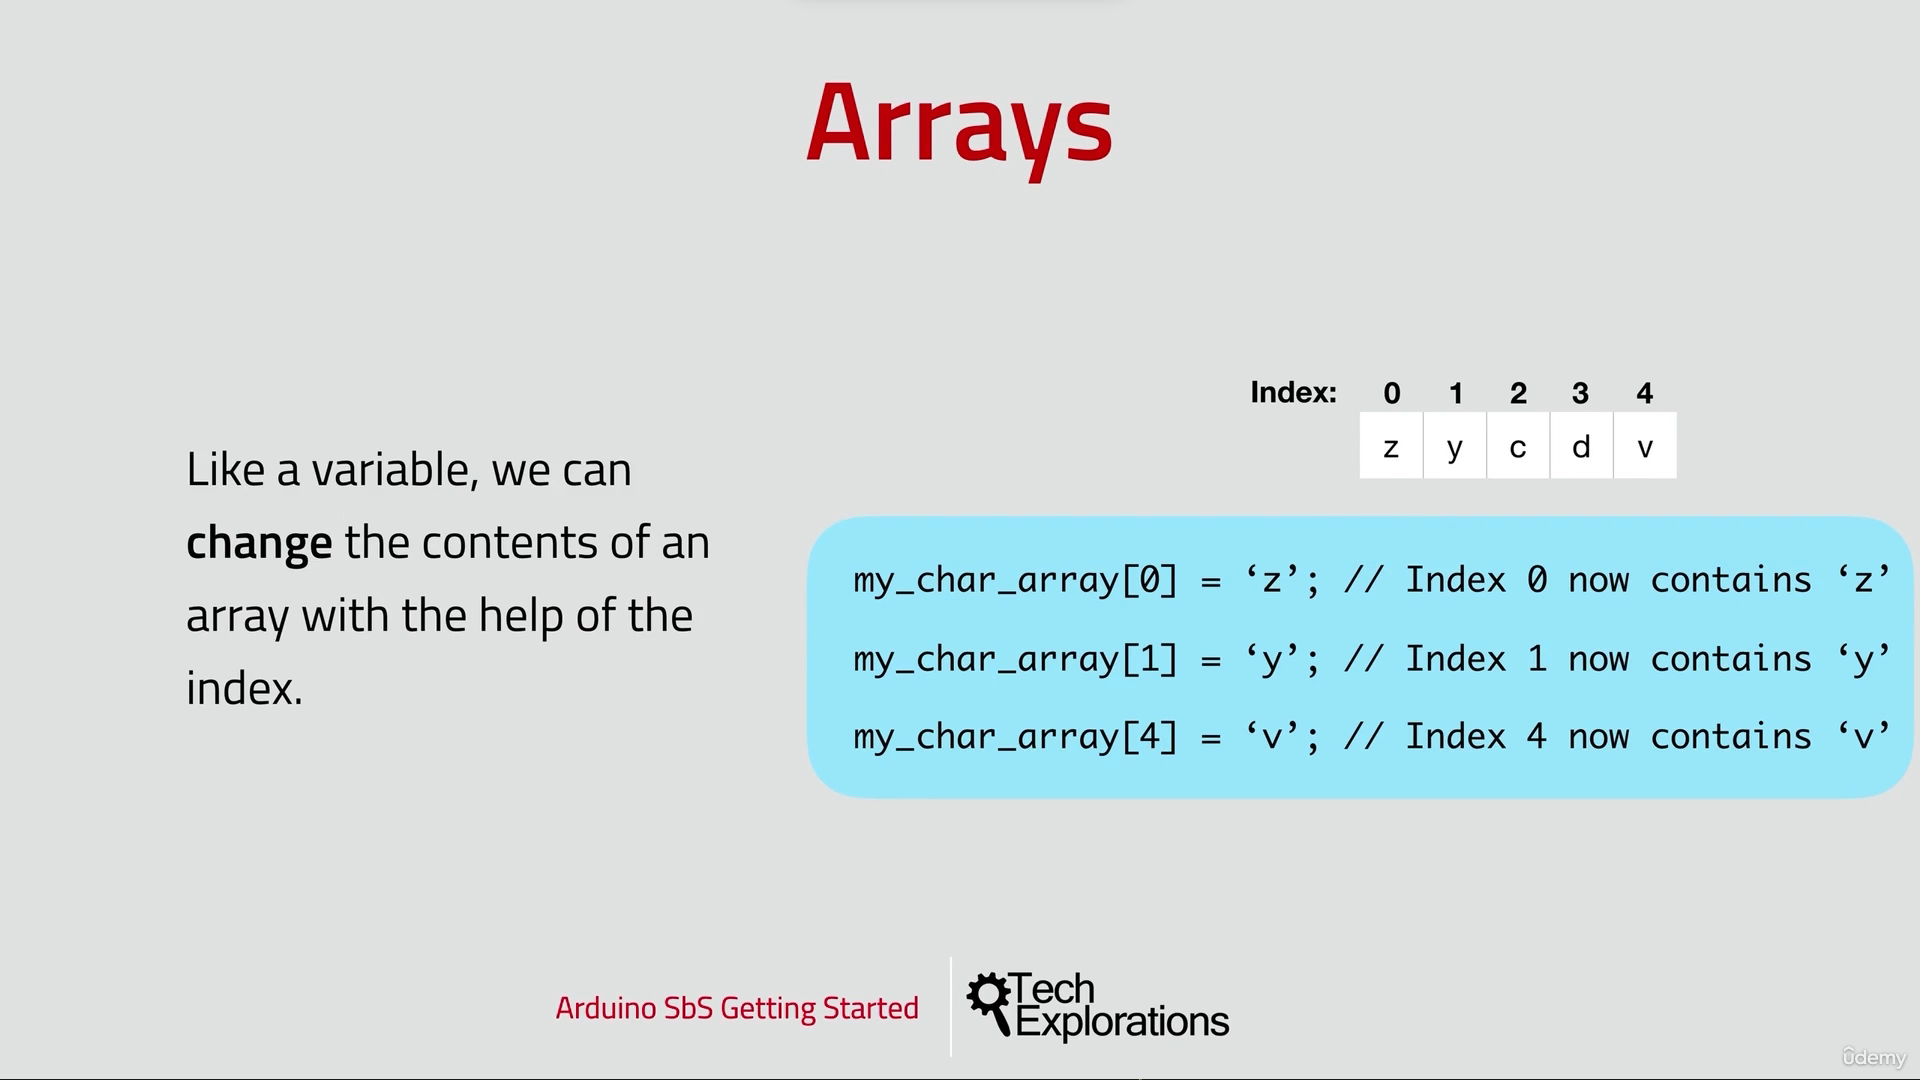 Arrays
Index: 0 1 2 3 4
z y c d v
Like a variable, we can
change the contents of an
array with the help of the
index.
my_char_array[0] = ‘z’; // Index 0 now contains ‘z’
my_char_array[1] = ‘y’; // Index 1 now contains ‘y’
my_char_array[4] = ‘v’; // Index 4 now contains ‘v’
Arduino SbS Getting Started
Tech
Explorations
ûdemy